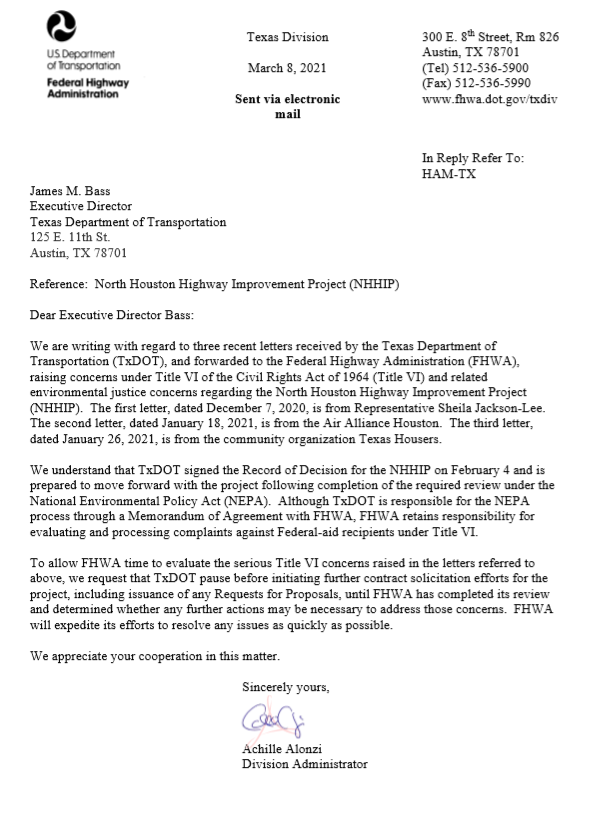 U.S. Department
of Transportation
Federal Highway
Administration
Texas Division
March 8, 2021
Sent via electronic
mail
300 E. 8th Street, Rm 826
Austin, TX 78701
(Tel) 512-536-5900
(Fax) 512-536-5990
www.fhwa.dot.gov/txdiv
In Reply Refer To:
HAM-TX
James M. Bass
Executive Director
Texas Department of Transportation
125 E. 11th St.
Austin, TX 78701
Reference: North Houston Highway Improvement Project (NHHIP)
Dear Executive Director Bass:
We are writing with regard to three recent letters received by the Texas Department of
Transportation (TxDOT), and forwarded to the Federal Highway Administration (FHWA),
raising concerns under Title VI of the Civil Rights Act of 1964 (Title VI) and related
environmental justice concerns regarding the North Houston Highway Improvement Project
(NHHIP). The first letter, dated December 7, 2020, is from Representative Sheila Jackson-Lee.
The second letter, dated January 18, 2021, is from the Air Alliance Houston. The third letter,
dated January 26, 2021, is from the community organization Texas Housers.
We understand that TxDOT signed the Record of Decision for the NHHIP on February 4 and is
prepared to move forward with the project following completion of the required review under the
National Environmental Policy Act (NEPA). Although TxDOT is responsible for the NEPA
process through a Memorandum of Agreement with FHWA, FHWA retains responsibility for
evaluating and processing complaints against Federal-aid recipients under Title VI.
To allow FHWA time to evaluate the serious Title VI concerns raised in the letters referred to
above, we request that TxDOT pause before initiating further contract solicitation efforts for the
project, including issuance of any Requests for Proposals, until FHWA has completed its review
and determined whether any further actions may be necessary to address those concerns. FHWA
will expedite its efforts to resolve any issues as quickly as possible.
We appreciate your cooperation in this matter.
Sincerely yours,
Achille Alonzi
Division Administrator